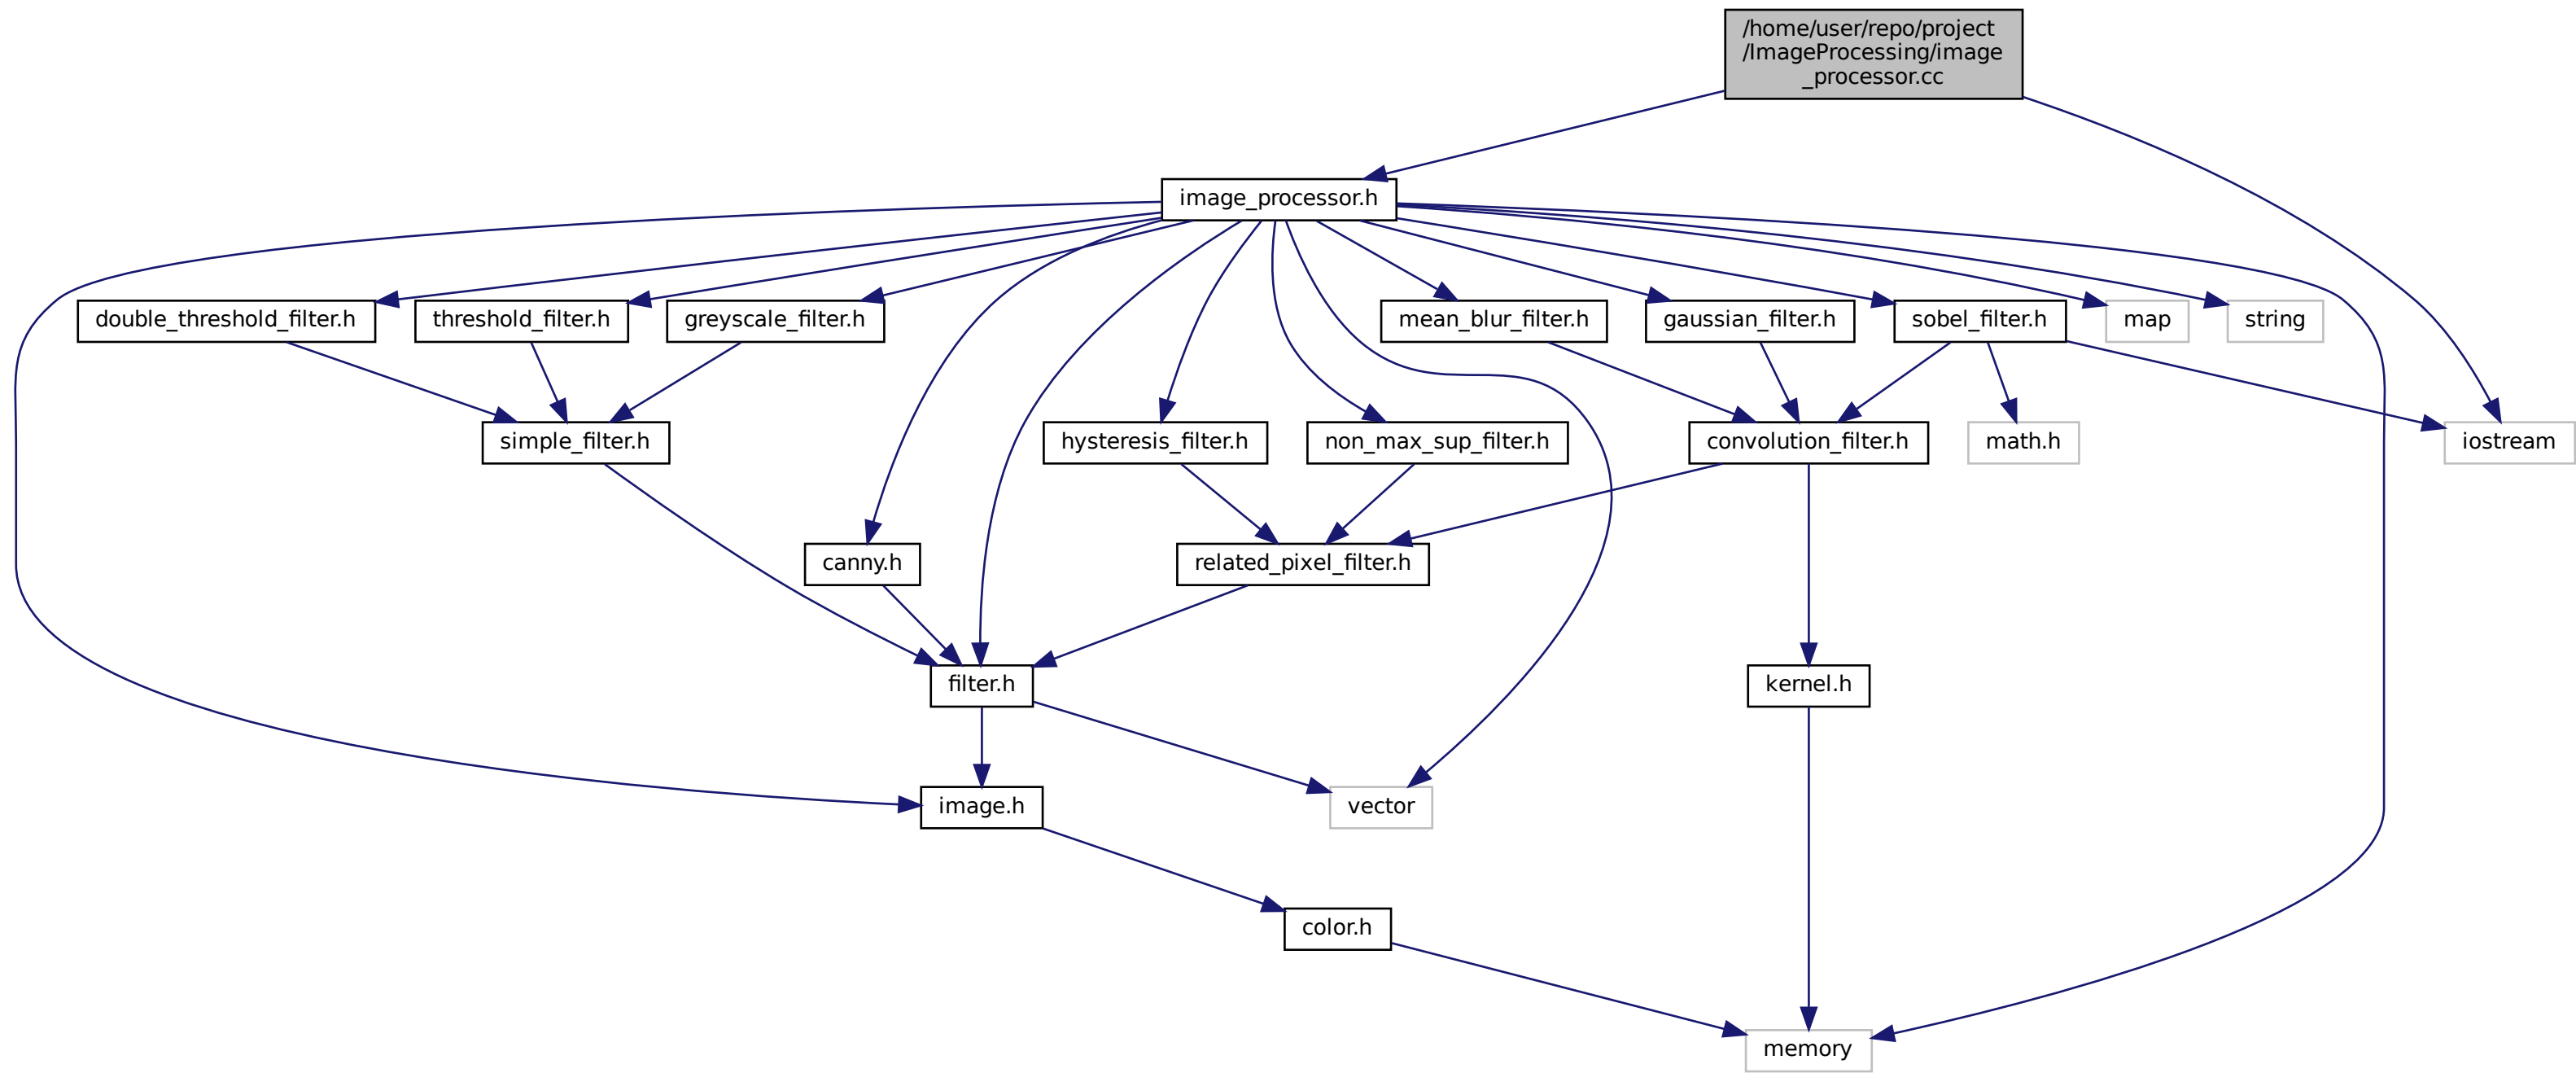 /home/user/repo/project
/ImageProcessing/image
_processor.cc
image_processor.h
double_threshold_filter.h
threshold_filter.h
greyscale_filter.h
mean_blur_filter.h
gaussian_filter.h
sobel_filter.h
map
string
simple_filter.h
hysteresis_filter.h
non_max_sup_filter.h
convolution_filter.h
math.h
iostream
canny.h
related_pixel_filter.h
filter.h
kernel.h
image.h
vector
color.h
memory